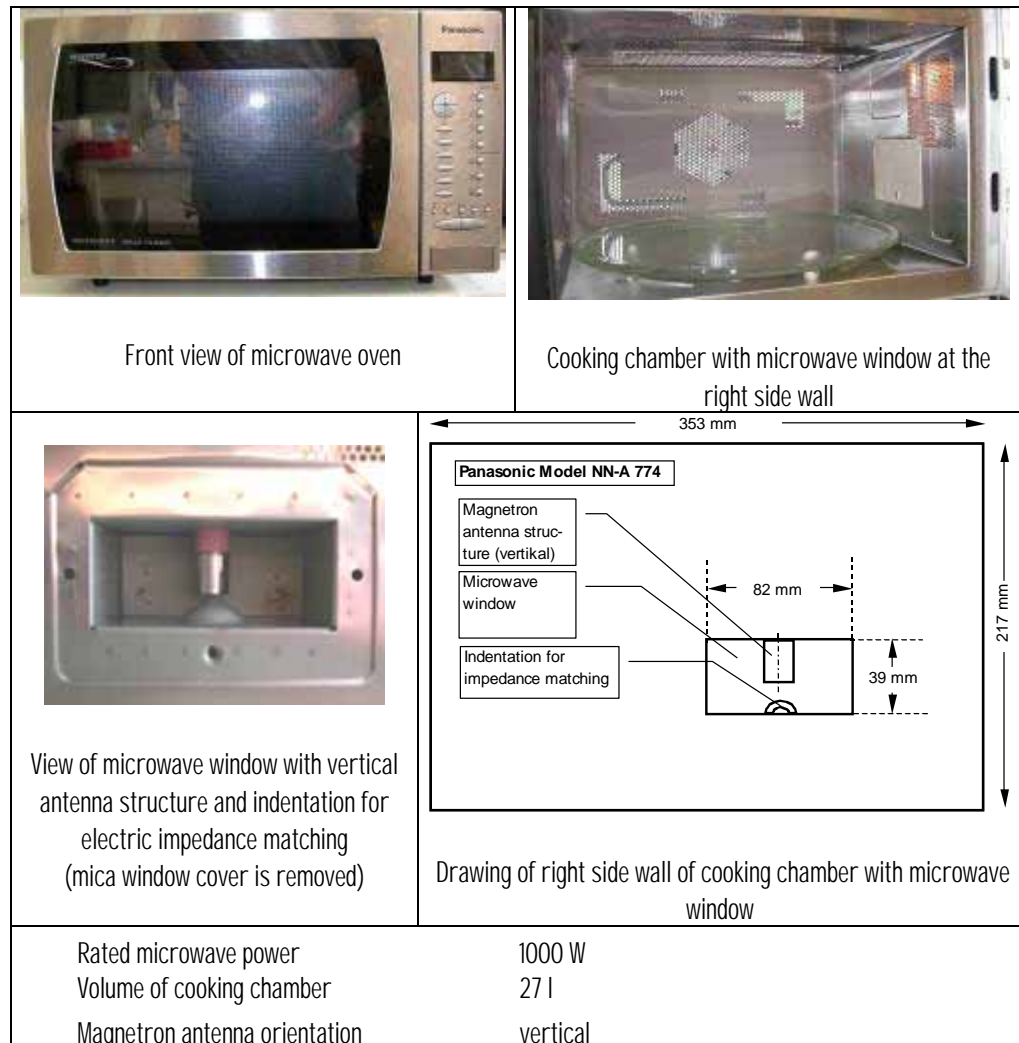 Panasonic
Front view of microwave oven
Cooking chamber with microwave window at the
right side wall
View of microwave window with vertical
antenna structure and indentation for
electric impedance matching
(mica window cover is removed)
353 mm
Panasonic Model NN-A 774
Magnetron
antenna struc-
ture (vertikal)
Microwave
window
Indentation for
impedance matching
82 mm
39 mm
217 mm
Drawing of right side wall of cooking chamber with microwave
window
Rated microwave power 1000 W
Volume of cooking chamber 27 l
Magnetron antenna orientation vertical